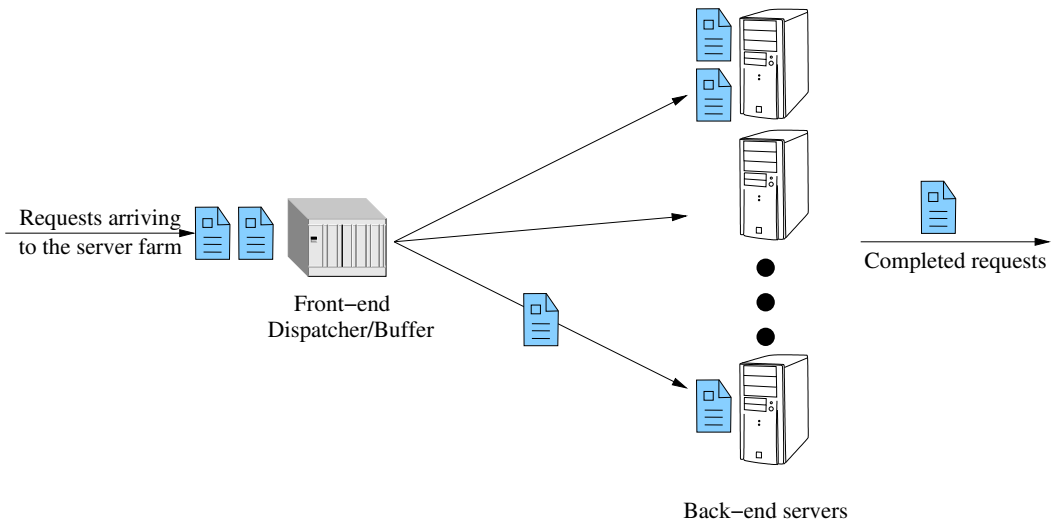 Requests arriving
to the server farm
Front−end
Dispatcher/Buffer
Completed requests
Back−end servers